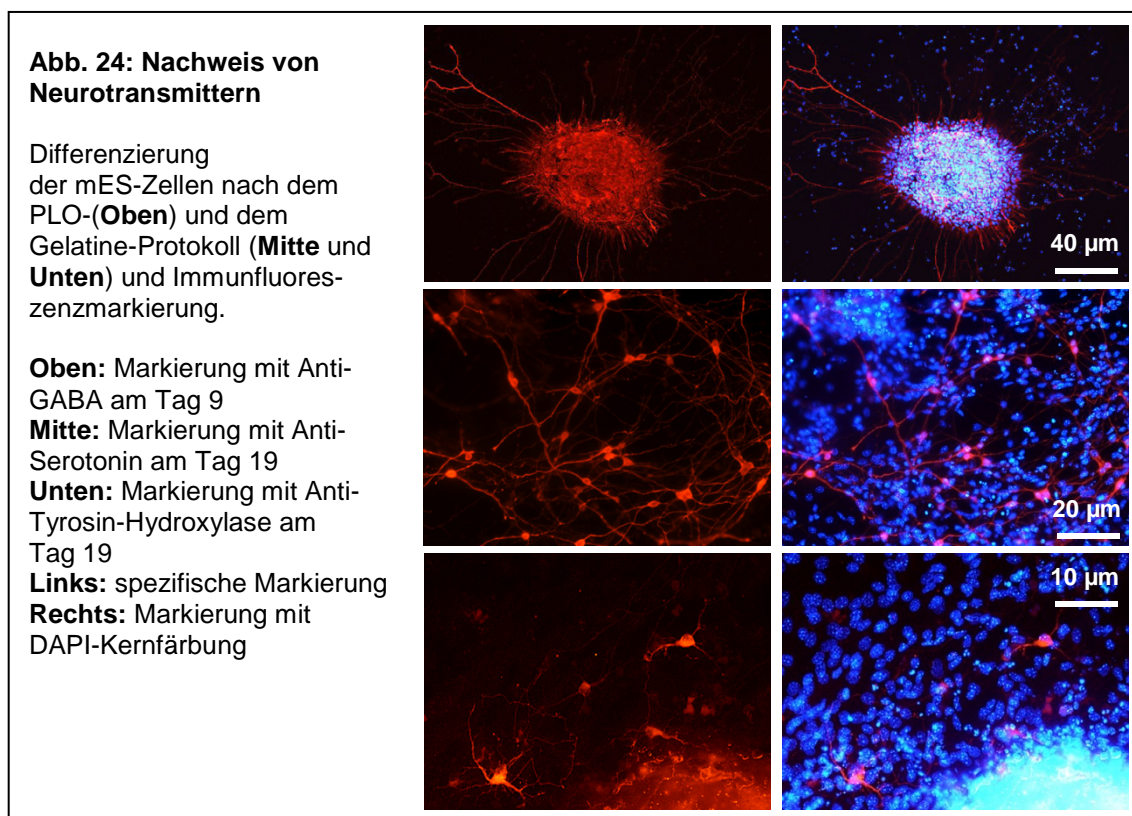 Abb. 24: Nachweis von
Neurotransmittern
Differenzierung
der mES-Zellen nach dem
PLO-(Oben) und dem
Gelatine-Protokoll (Mitte und
Unten) und Immunfluores-
zenzmarkierung.
Oben: Markierung mit Anti-
GABA am Tag 9
Mitte: Markierung mit Anti-
Serotonin am Tag 19
Unten: Markierung mit Anti-
Tyrosin-Hydroxylase am
Tag 19
Links: spezifische Markierung
Rechts: Markierung mit
DAPI-Kernfärbung
40 µm
20 µm
10 µm